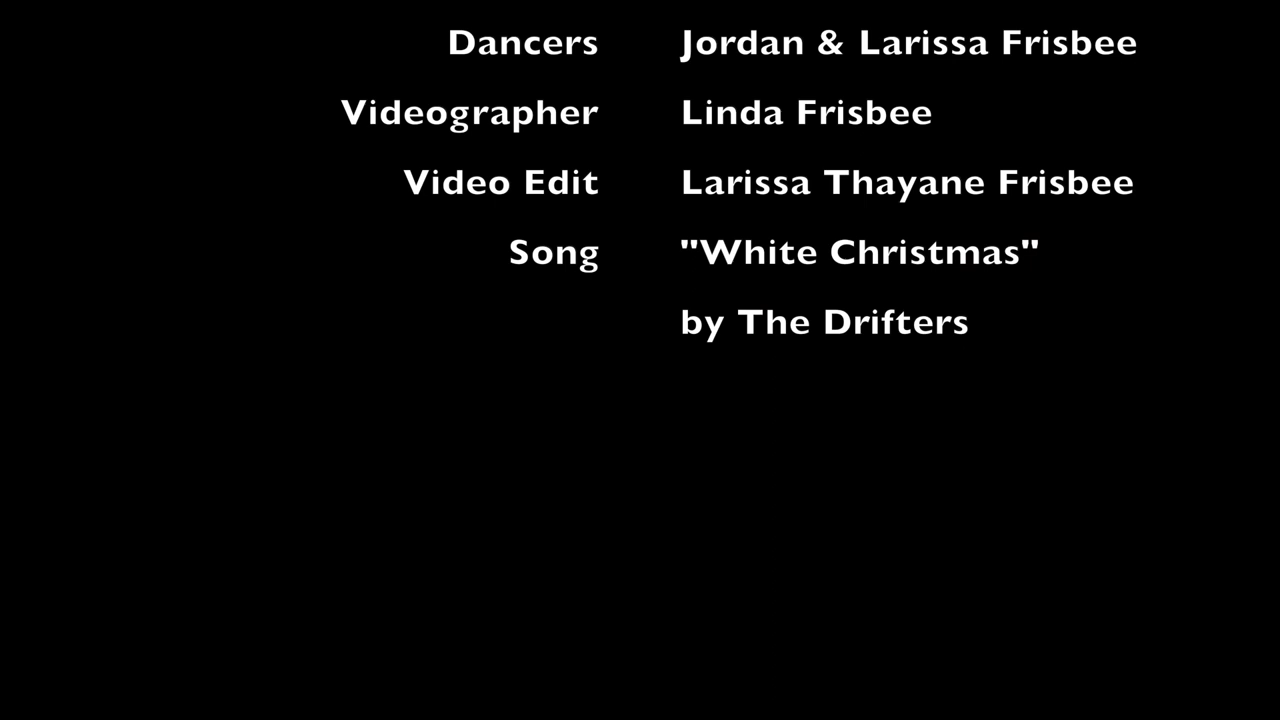 Dancers Jordan & Larissa Frisbee
Videographer Linda Frisbee
Video Edit Larissa Thayane Frisbee
Song "White Christmas"
by The Drifters